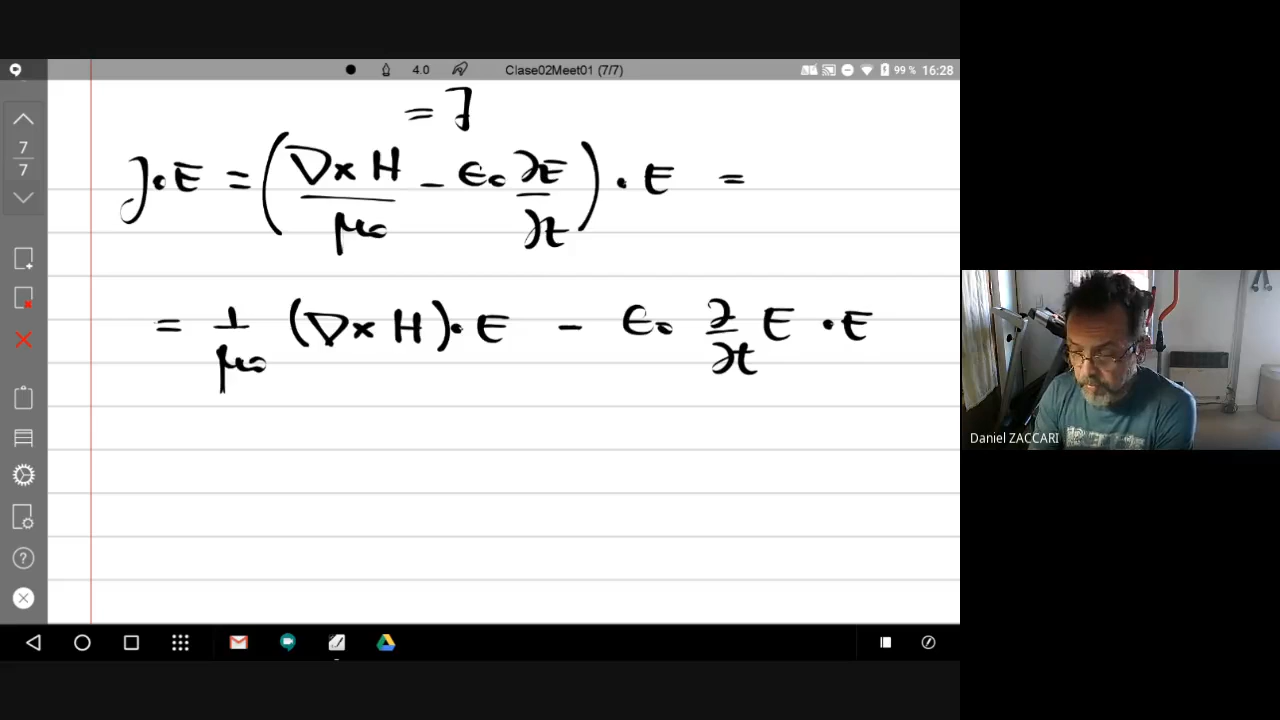 4.0 Clase02Meet01 (7/7) 99 % 16:28
= J
7
7
J·E = (∇× H / μ₀ − ϵ₀ ∂E/∂t) · E =
= 1/μ₀ (∇× H)· E − ϵ₀ ∂/∂t E · E
Daniel ZACCARI